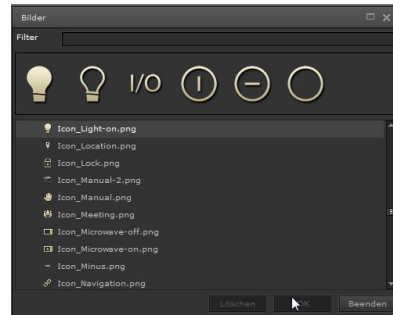 Bilder
Filter
I/O
Icon_Light-on.png
Icon_Location.png
Icon_Lock.png
Icon_Manual-2.png
Icon_Manual.png
Icon_Meeting.png
Icon_Microwave-off.png
Icon_Microwave-on.png
Icon_Minus.png
Icon_Navigation.png
Löschen OK Beenden